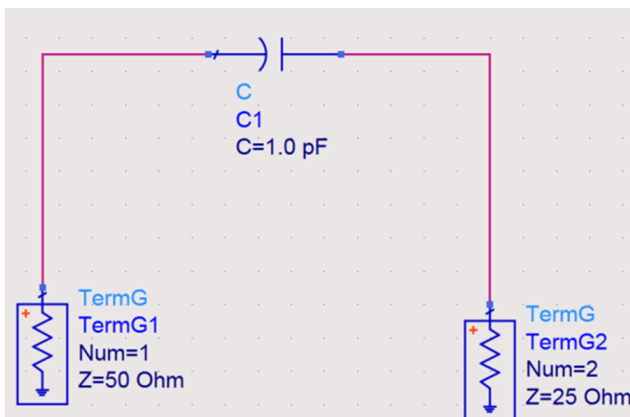 C
C1
C=1.0 pF
TermG
TermG1
Num=1
Z=50 Ohm
TermG
TermG2
Num=2
Z=25 Ohm